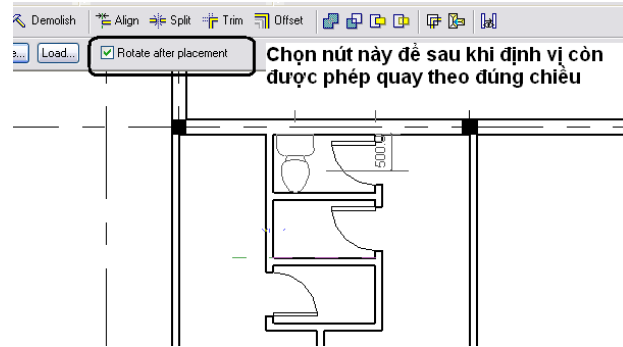 Demolish Align Split Trim Offset
e... Load... Rotate after placement
Chọn nút này để sau khi định vị còn
được phép quay theo đúng chiều